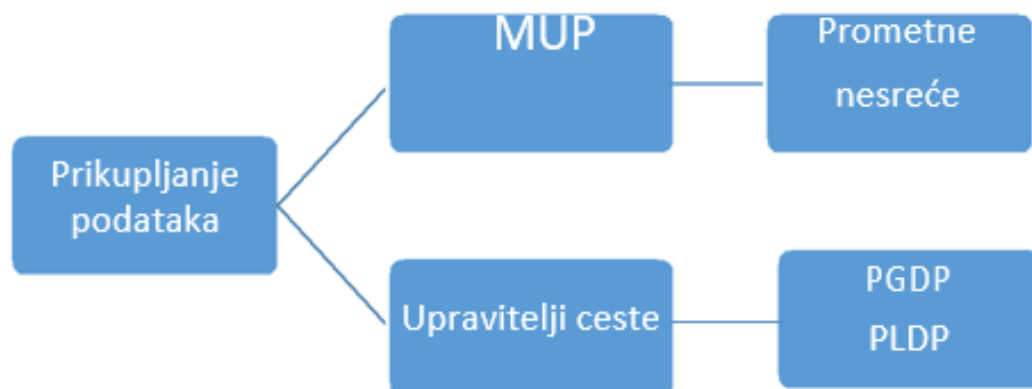 Prikupljanje
podataka
MUP
Prometne
nesreće
Upravitelji ceste
PGDP
PLDP